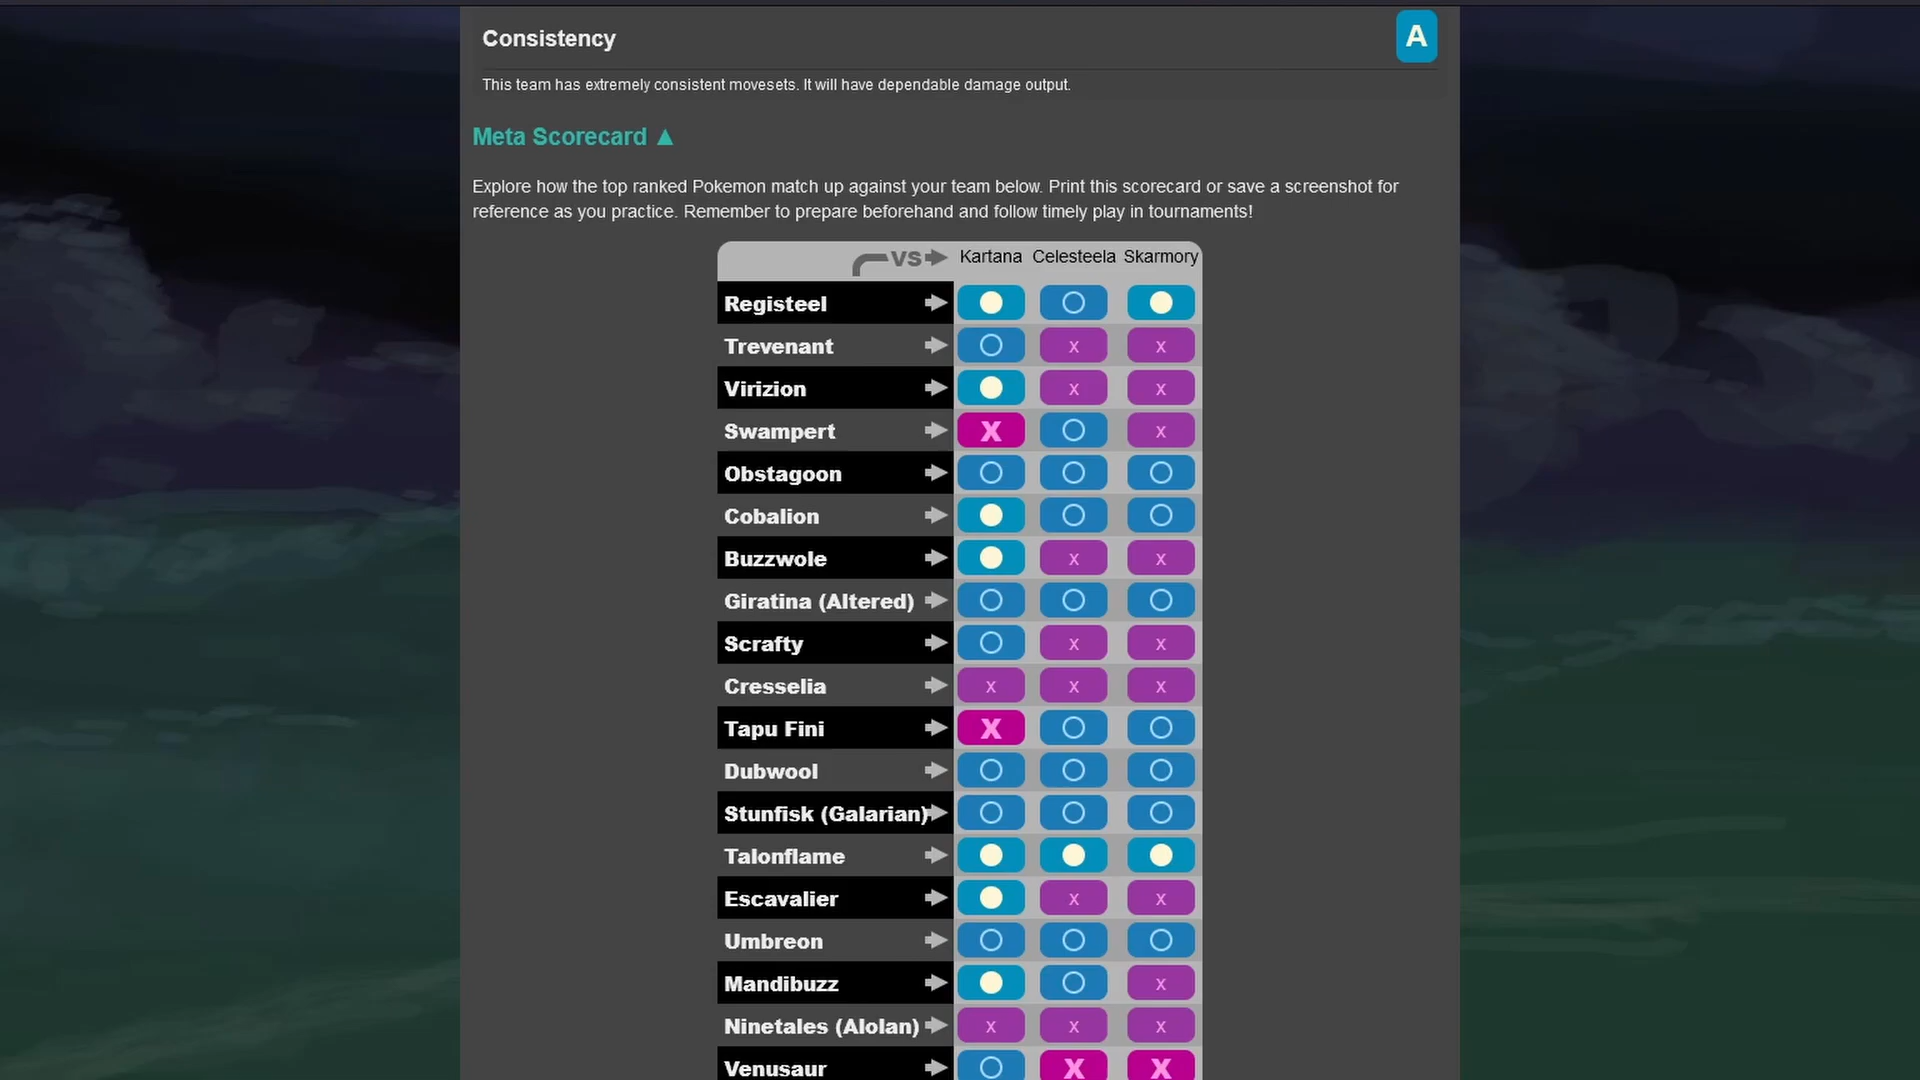 Consistency A
This team has extremely consistent movesets. It will have dependable damage output.
Meta Scorecard ▲
Explore how the top ranked Pokemon match up against your team below. Print this scorecard or save a screenshot for
reference as you practice. Remember to prepare beforehand and follow timely play in tournaments!
VS Kartana Celesteela Skarmory
Registeel
Trevenant x x
Virizion x x
Swampert X x
Obstagoon
Cobalion
Buzzwole x x
Giratina (Altered)
Scrafty x x
Cresselia x x x
Tapu Fini X
Dubwool
Stunfisk (Galarian)
Talonflame
Escavalier x x
Umbreon
Mandibuzz x
Ninetales (Alolan) x x x
Venusaur X X